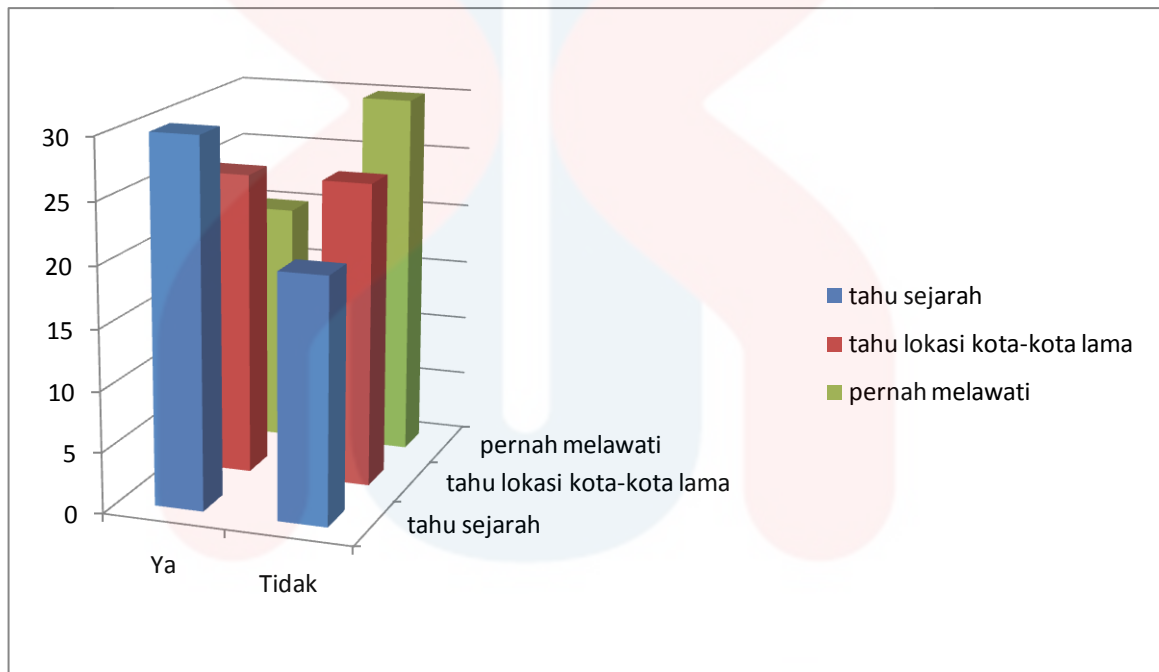 30
25
20
15
10
5
0
Ya
Tidak
pernah melawati
tahu lokasi kota-kota lama
tahu sejarah
tahu sejarah
tahu lokasi kota-kota lama
pernah melawati